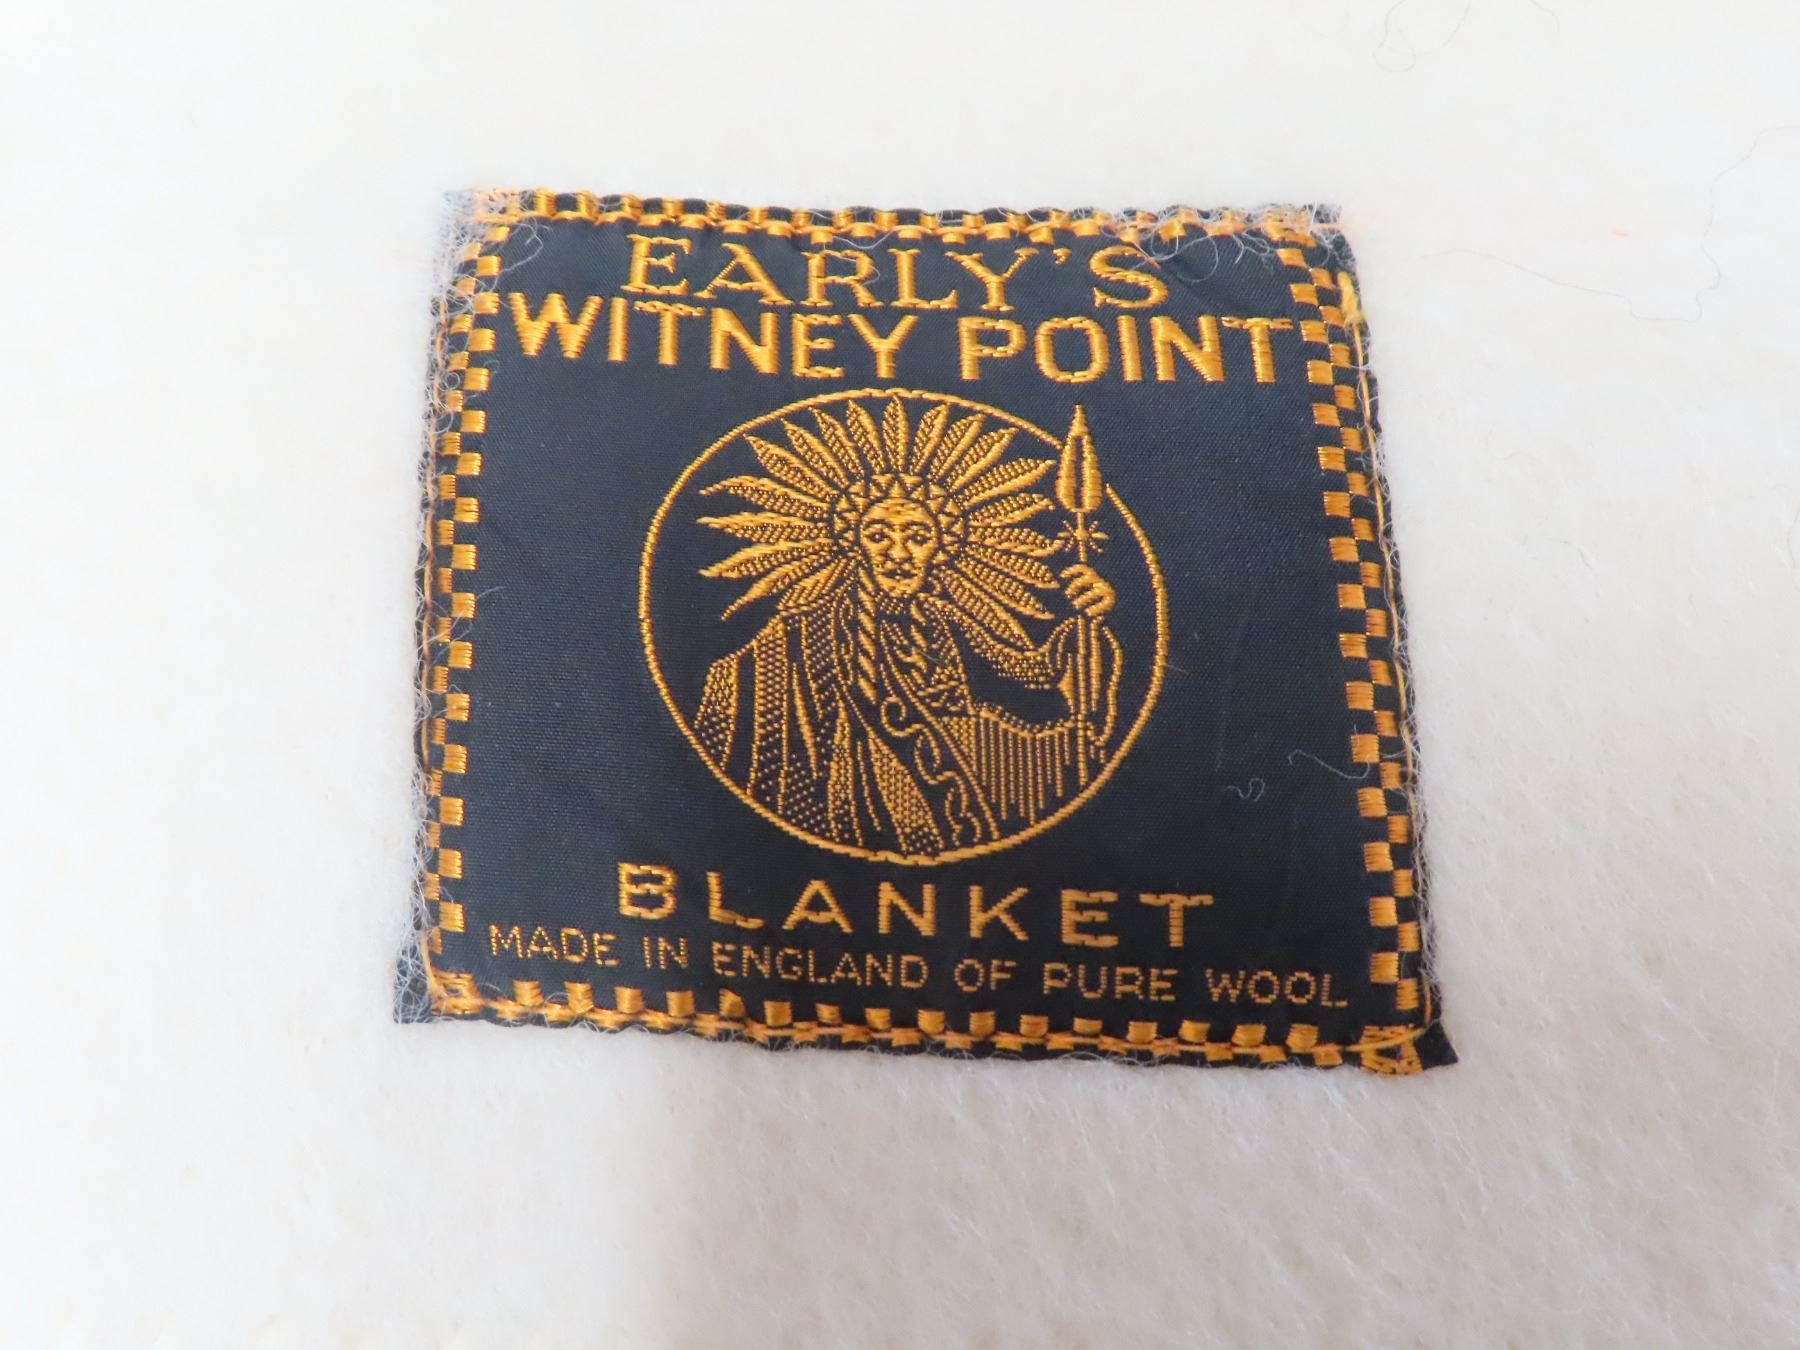 EARLY'S
WITNEY POINT
BLANKET
MADE IN ENGLAND OF PURE WOOL